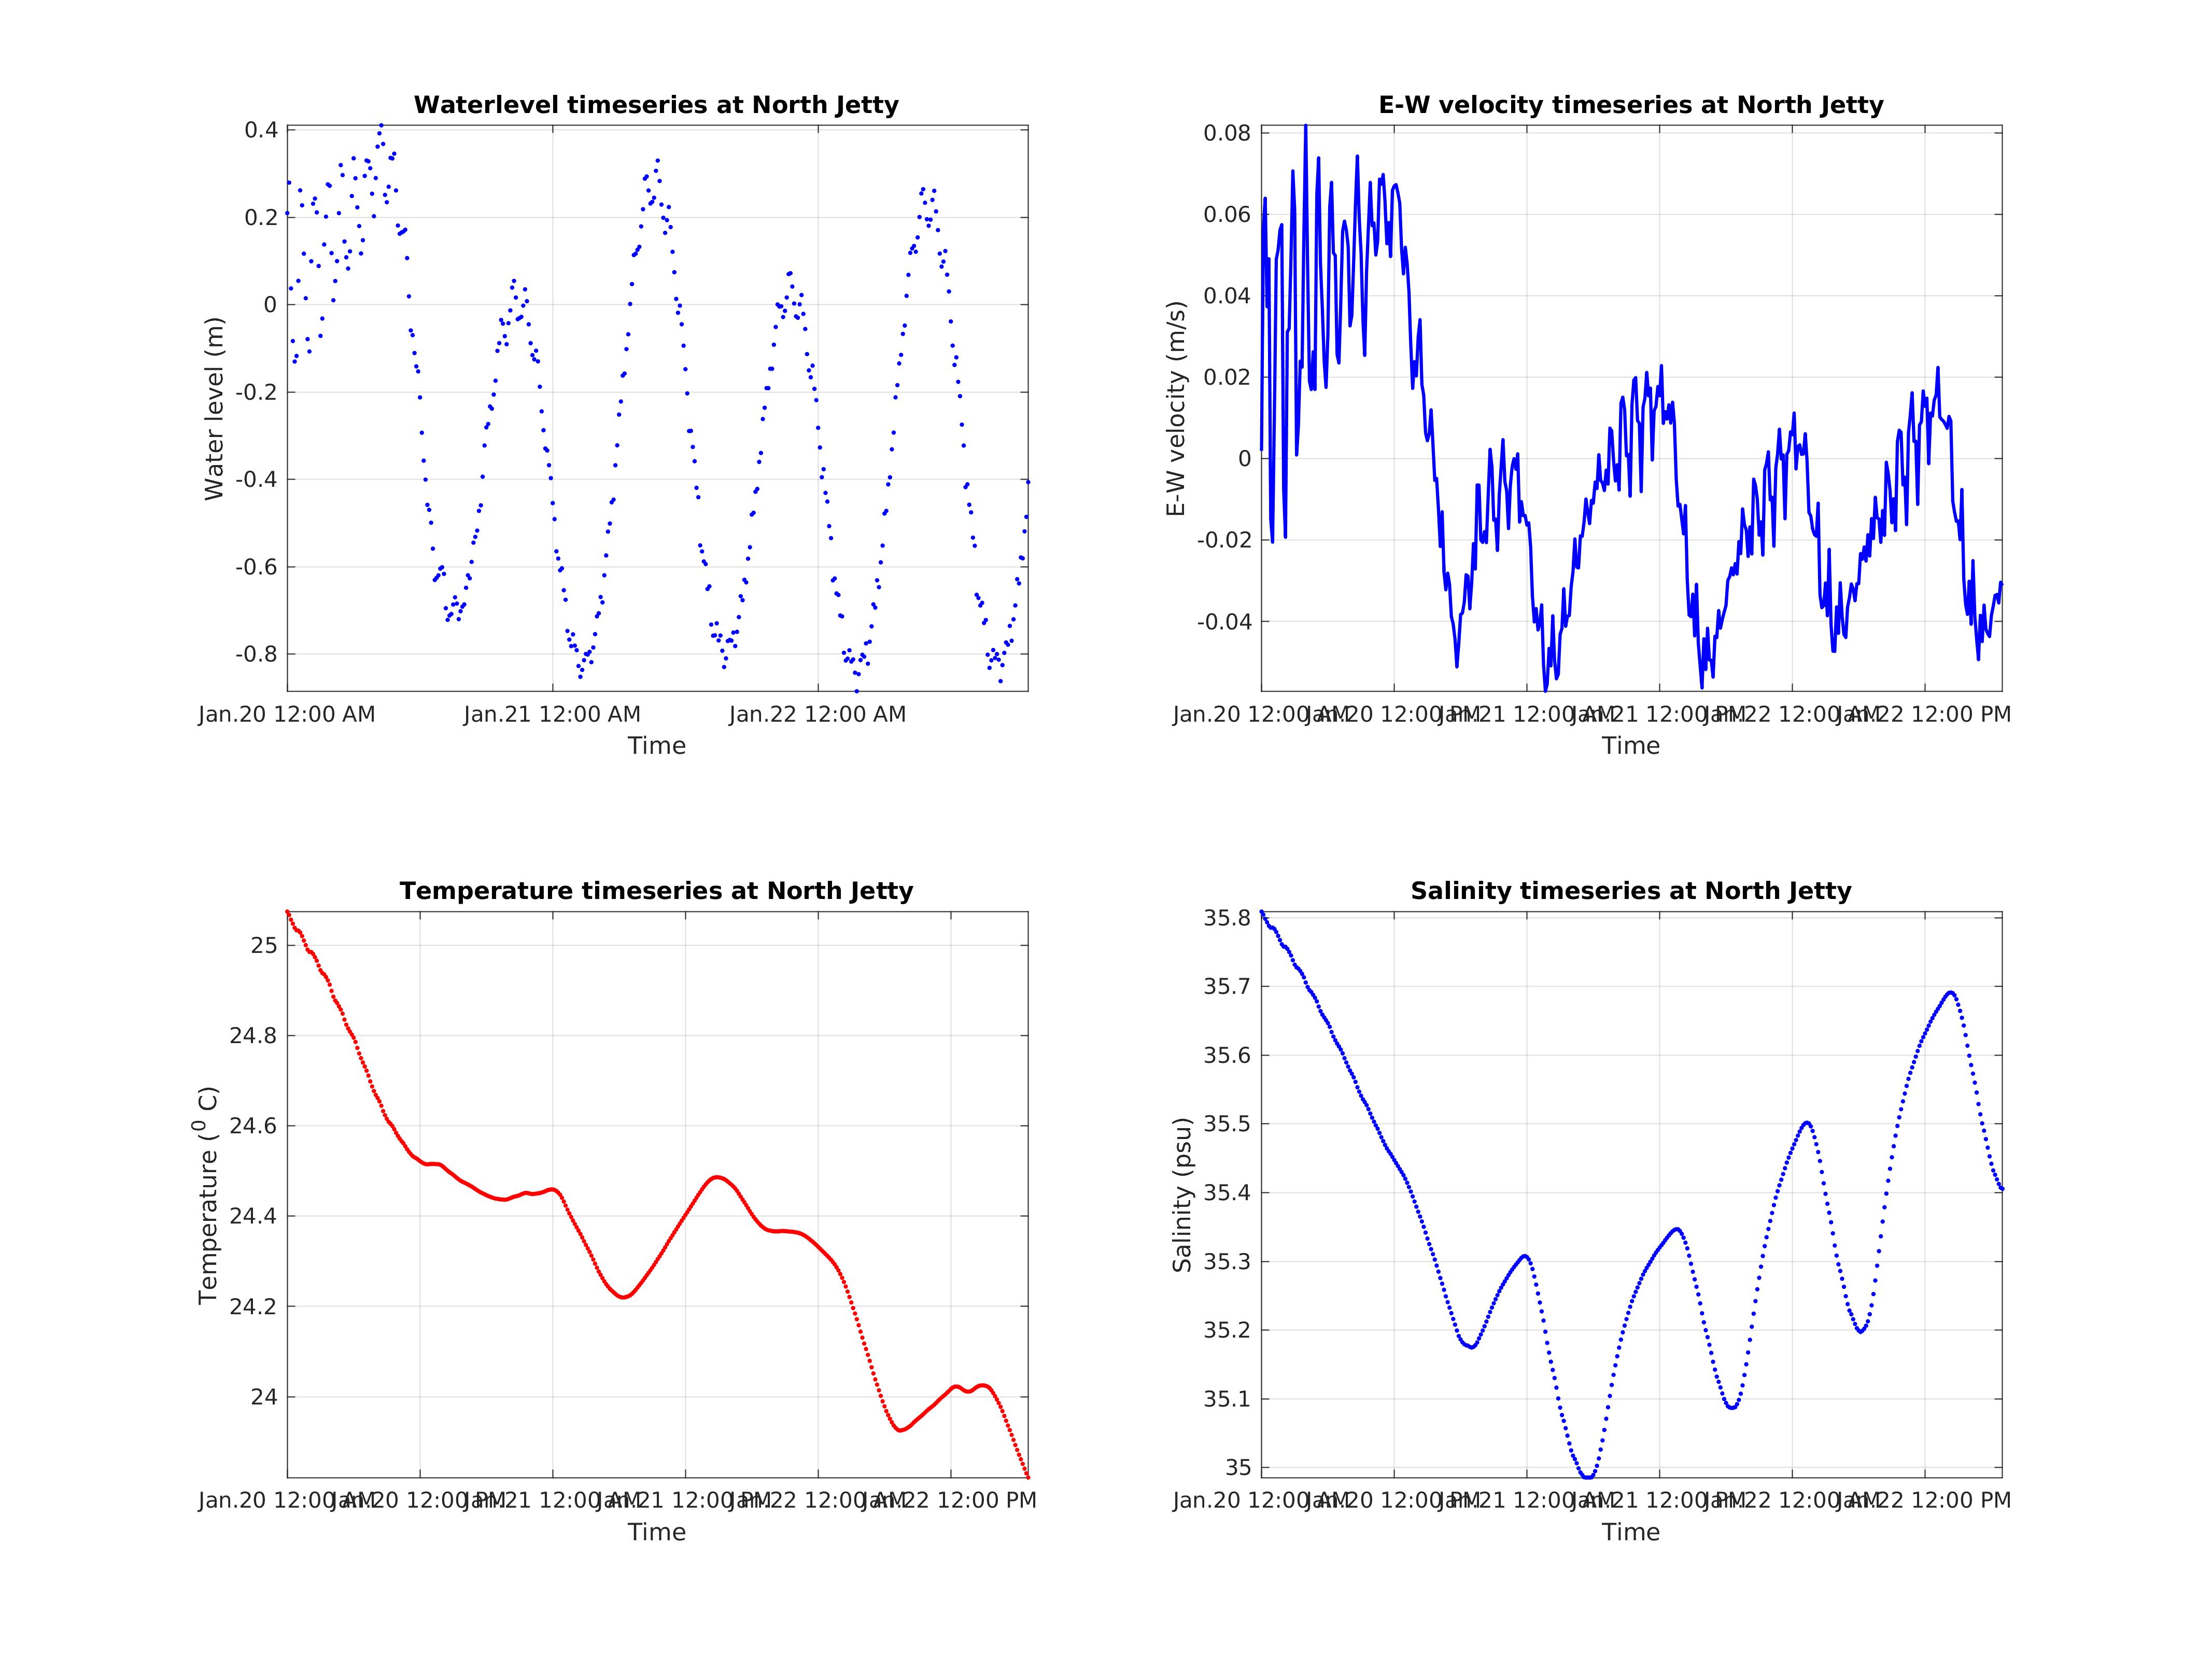 Waterlevel timeseries at North Jetty
Water level (m)
0.4
0.2
0
-0.2
-0.4
-0.6
-0.8
Jan.20 12:00 AM Jan.21 12:00 AM Jan.22 12:00 AM
Time
E-W velocity timeseries at North Jetty
E-W velocity (m/s)
0.08
0.06
0.04
0.02
0
-0.02
-0.04
Jan.20 12:00 AM Jan.20 12:00 PM Jan.21 12:00 AM Jan.21 12:00 PM Jan.22 12:00 AM Jan.22 12:00 PM
Time
Temperature timeseries at North Jetty
Temperature (⁰ C)
25
24.8
24.6
24.4
24.2
24
Jan.20 12:00 AM Jan.20 12:00 PM Jan.21 12:00 AM Jan.21 12:00 PM Jan.22 12:00 AM Jan.22 12:00 PM
Time
Salinity timeseries at North Jetty
Salinity (psu)
35.8
35.7
35.6
35.5
35.4
35.3
35.2
35.1
35
Jan.20 12:00 AM Jan.20 12:00 PM Jan.21 12:00 AM Jan.21 12:00 PM Jan.22 12:00 AM Jan.22 12:00 PM
Time